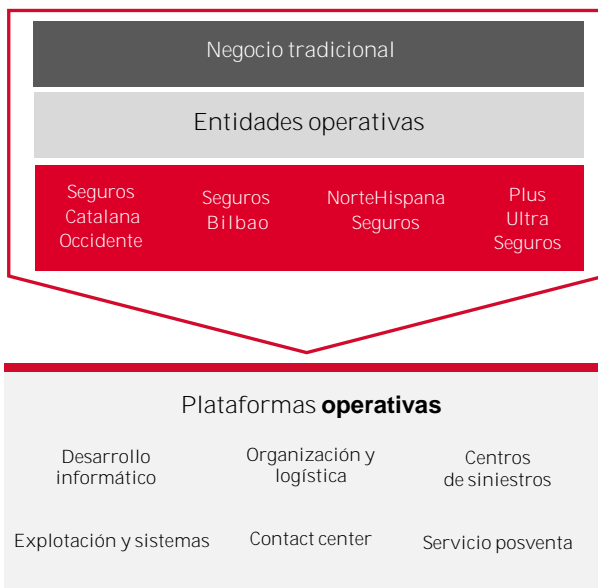 Negocio tradicional
Entidades operativas
Seguros
Catalana
Occidente
Seguros
Bilbao
NorteHispana
Seguros
Plus
Ultra
Seguros
Plataformas operativas
Desarrollo
informático
Organización y
logística
Centros
de siniestros
Explotación y sistemas
Contact center
Servicio posventa